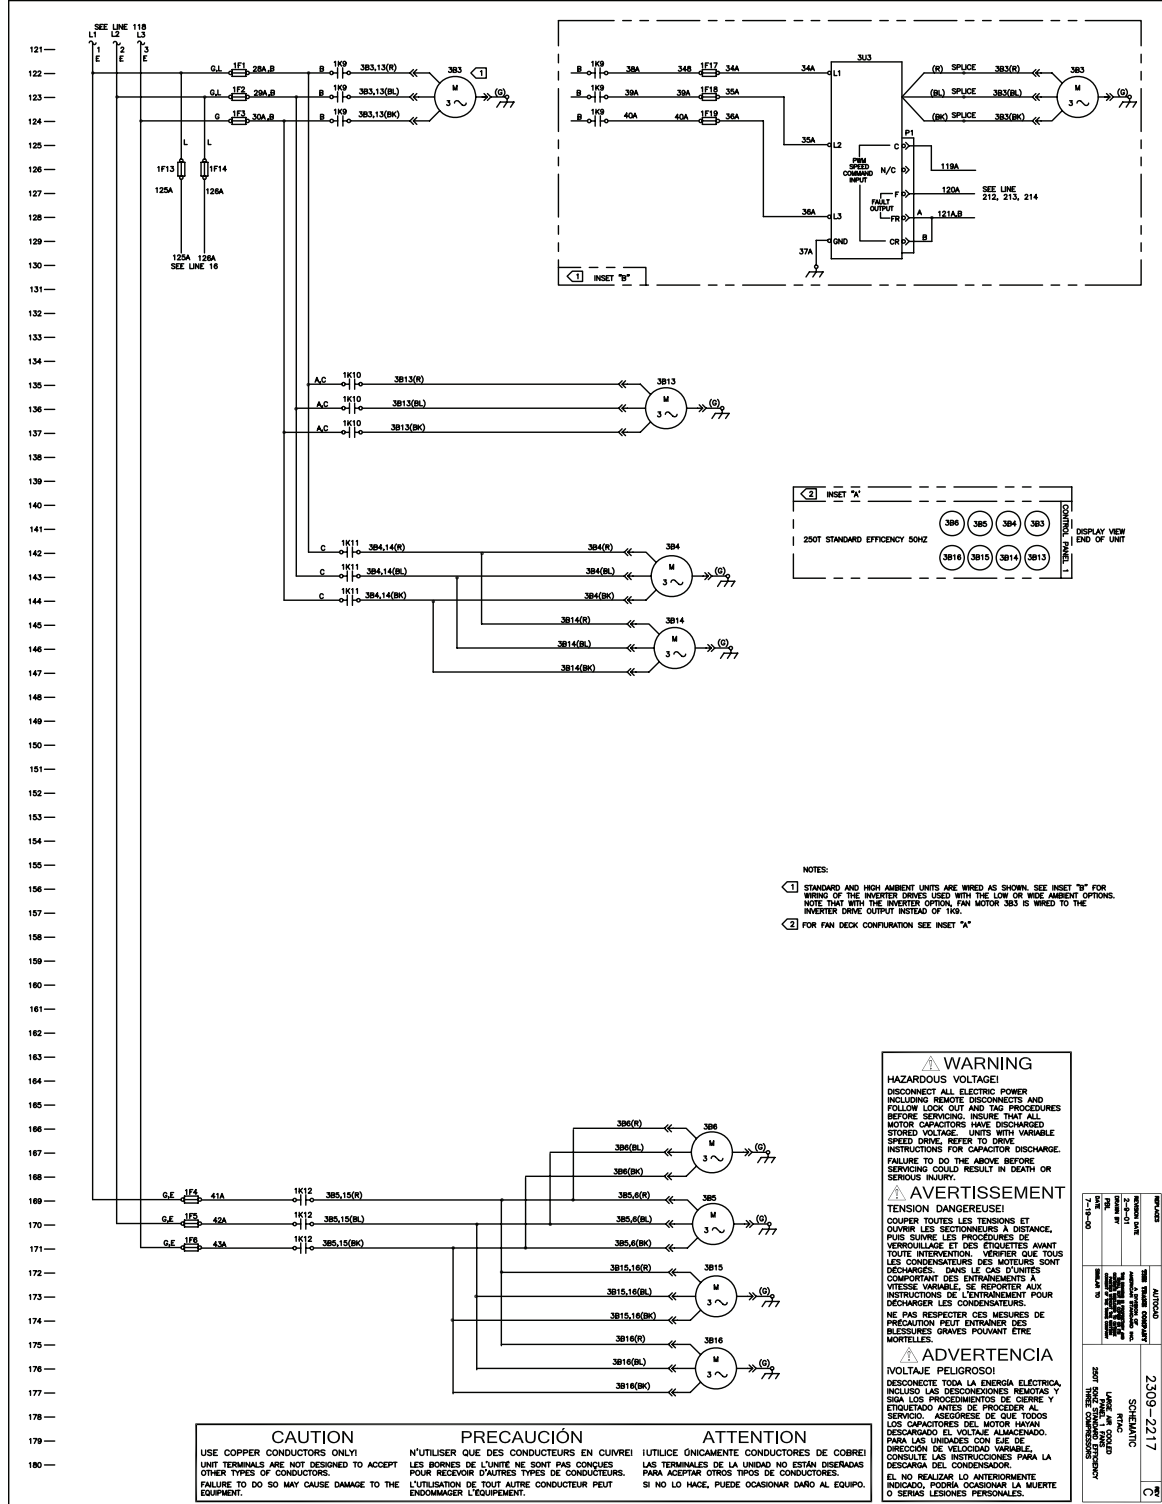 SEE LINE 118
L1 L2 L3
1 2 3
E E E
121
122
123
124
125
126
127
128
129
130
131
132
133
134
135
136
137
138
139
140
141
142
143
144
145
146
147
148
149
150
151
152
153
154
155
156
157
158
159
160
161
162
163
164
165
166
167
168
169
170
171
172
173
174
175
176
177
178
179
180
G,L 1F1 28A,B B 1K9 3B3,13(R) 3B3 1
G,L 1F2 29A,B B 1K9 3B3,13(BL) M 3 (G)
G 1F3 30A,B B 1K9 3B3,13(BK)
L L
1F13 1F14
125A 126A
125A 126A
SEE LINE 16
B 1K9 38A 348 1F17 34A 34A L1
B 1K9 39A 39A 1F18 35A
B 1K9 40A 40A 1F19 36A
35A L2
36A L3
37A GND
3U3
(R) SPLICE 3B3(R) 3B3
(BL) SPLICE 3B3(BL) M 3 (G)
(BK) SPLICE 3B3(BK)
P1
PWM
SPEED
COMMAND
INPUT
C
N/C
119A
F 120A
FAULT
OUTPUT
FR A 121A,B
CR B
SEE LINE
212, 213, 214
1 INSET "B"
A,C 1K10 3B13(R) 3B13
A,C 1K10 3B13(BL) M 3 (G)
A,C 1K10 3B13(BK)
2 INSET "A'
250T STANDARD EFFICENCY 50HZ
3B6 3B5 3B4 3B3
3B16 3B15 3B14 3B13
CONTROL PANEL 1
DISPLAY VIEW
END OF UNIT
C 1K11 3B4,14(R) 3B4(R) 3B4
C 1K11 3B4,14(BL) 3B4(BL) M 3 (G)
C 1K11 3B4,14(BK) 3B4(BK)
3B14(R) 3B14
3B14(BL) M 3 (G)
3B14(BK)
NOTES:
1 STANDARD AND HIGH AMBIENT UNITS ARE WIRED AS SHOWN. SEE INSET "B" FOR
WIRING OF THE INVERTER DRIVES USED WITH THE LOW OR WIDE AMBIENT OPTIONS.
NOTE THAT WITH THE INVERTER OPTION, FAN MOTOR 3B3 IS WIRED TO THE
INVERTER DRIVE OUTPUT INSTEAD OF 1K9.
2 FOR FAN DECK CONFIURATION SEE INSET "A"
3B6(R) 3B6
3B6(BL) M 3 (G)
3B6(BK)
G,E 1F4 41A 1K12 3B5,15(R) 3B5,6(R) 3B5
G,E 1F5 42A 1K12 3B5,15(BL) 3B5,6(BL) M 3 (G)
G,E 1F6 43A 1K12 3B5,15(BK) 3B5,6(BK)
3B15,16(R) 3B15
3B15,16(BL) M 3 (G)
3B15,16(BK)
3B16(R) 3B16
3B16(BL) M 3 (G)
3B16(BK)
WARNING
HAZARDOUS VOLTAGE!
DISCONNECT ALL ELECTRIC POWER
INCLUDING REMOTE DISCONNECTS AND
FOLLOW LOCK OUT AND TAG PROCEDURES
BEFORE SERVICING. INSURE THAT ALL
MOTOR CAPACITORS HAVE DISCHARGED
STORED VOLTAGE. UNITS WITH VARIABLE
SPEED DRIVE, REFER TO DRIVE
INSTRUCTIONS FOR CAPACITOR DISCHARGE.
FAILURE TO DO THE ABOVE BEFORE
SERVICING COULD RESULT IN DEATH OR
SERIOUS INJURY.
AVERTISSEMENT
TENSION DANGEREUSE!
COUPER TOUTES LES TENSIONS ET
OUVRIR LES SECTIONNEURS À DISTANCE,
PUIS SUIVRE LES PROCÉDURES DE
VERROUILLAGE ET DES ÉTIQUETTES AVANT
TOUTE INTERVENTION. VÉRIFIER QUE TOUS
LES CONDENSATEURS DES MOTEURS SONT
DÉCHARGÉS. DANS LE CAS D'UNITÉS
COMPORTANT DES ENTRAÎNEMENTS À
VITESSE VARIABLE, SE REPORTER AUX
INSTRUCTIONS DE L'ENTRAÎNEMENT POUR
DÉCHARGER LES CONDENSATEURS.
NE PAS RESPECTER CES MESURES DE
PRÉCAUTION PEUT ENTRAÎNER DES
BLESSURES GRAVES POUVANT ÊTRE
MORTELLES.
ADVERTENCIA
¡VOLTAJE PELIGROSO!
DESCONECTE TODA LA ENERGÍA ELÉCTRICA,
INCLUSO LAS DESCONEXIONES REMOTAS Y
SIGA LOS PROCEDIMIENTOS DE CIERRE Y
ETIQUETADO ANTES DE PROCEDER AL
SERVICIO. ASEGÚRESE DE QUE TODOS
LOS CAPACITORES DEL MOTOR HAYAN
DESCARGADO EL VOLTAJE ALMACENADO.
PARA LAS UNIDADES CON EJE DE
DIRECCIÓN DE VELOCIDAD VARIABLE,
CONSULTE LAS INSTRUCCIONES PARA LA
DESCARGA DEL CONDENSADOR.
EL NO REALIZAR LO ANTERIORMENTE
INDICADO, PODRÍA OCASIONAR LA MUERTE
O SERIAS LESIONES PERSONALES.
CAUTION
USE COPPER CONDUCTORS ONLY!
UNIT TERMINALS ARE NOT DESIGNED TO ACCEPT
OTHER TYPES OF CONDUCTORS.
FAILURE TO DO SO MAY CAUSE DAMAGE TO THE
EQUIPMENT.
PRECAUCIÓN
N'UTILISER QUE DES CONDUCTEURS EN CUIVRE!
LES BORNES DE L'UNITÉ NE SONT PAS CONÇUES
POUR RECEVOIR D'AUTRES TYPES DE CONDUCTEURS.
L'UTILISATION DE TOUT AUTRE CONDUCTEUR PEUT
ENDOMMAGER L'ÉQUIPEMENT.
ATTENTION
¡UTILICE ÚNICAMENTE CONDUCTORES DE COBRE!
LAS TERMINALES DE LA UNIDAD NO ESTÁN DISEÑADAS
PARA ACEPTAR OTROS TIPOS DE CONDUCTORES.
SI NO LO HACE, PUEDE OCASIONAR DAÑO AL EQUIPO.
REPLACES
REVISION DATE
2-9-01
DRAWN BY
PBL
DATE
7-19-00
AUTOCAD
THE TRANE COMPANY
A DIVISION OF
AMERICAN STANDARD INC.
SIMILAR TO
2309-2217
REV
C
SCHEMATIC
RTAC
LARGE AIR COOLED
PANEL 1 FANS
250T 50HZ STANDARD EFFICIENCY
THREE COMPRESSORS